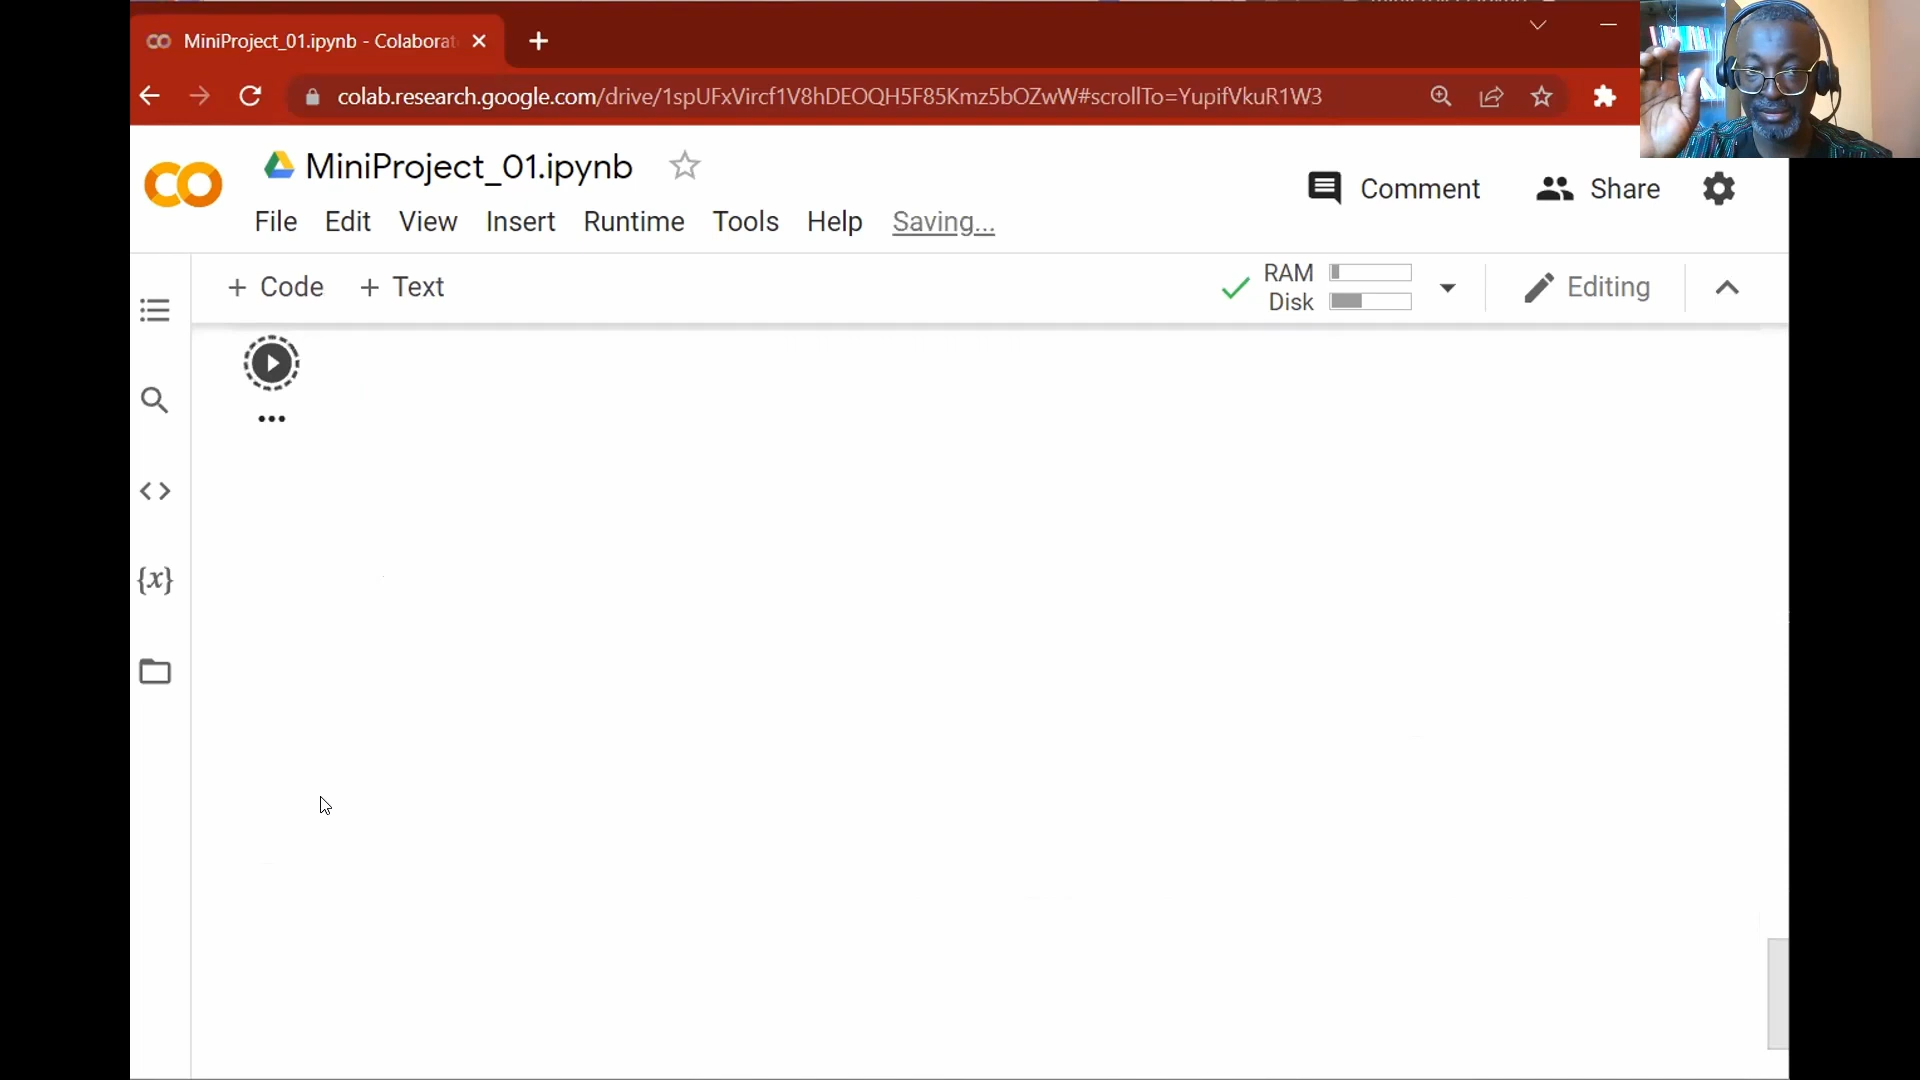 MiniProject_01.ipynb - Colaborat
colab.research.google.com/drive/1spUFxVircf1V8hDEOQH5F85Kmz5bOZwW#scrollTo=YupifVkuR1W3
MiniProject_01.ipynb
Comment
Share
File
Edit
View
Insert
Runtime
Tools
Help
Saving...
+ Code
+ Text
RAM
Disk
Editing
{x}